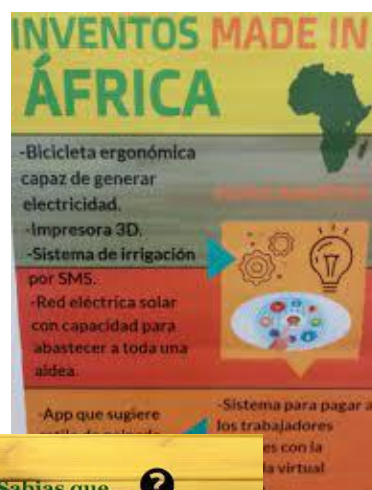 INVENTOS MADE IN
ÁFRICA
-Bicicleta ergonómica
capaz de generar
electricidad.
-Impresora 3D.
-Sistema de irrigación
por SMS.
-Red eléctrica solar
con capacidad para
abastecer a toda una
aldea.
-App que sugiere
-Sistema para pagar a
los trabajadores
con la
virtual
Sabías que
?